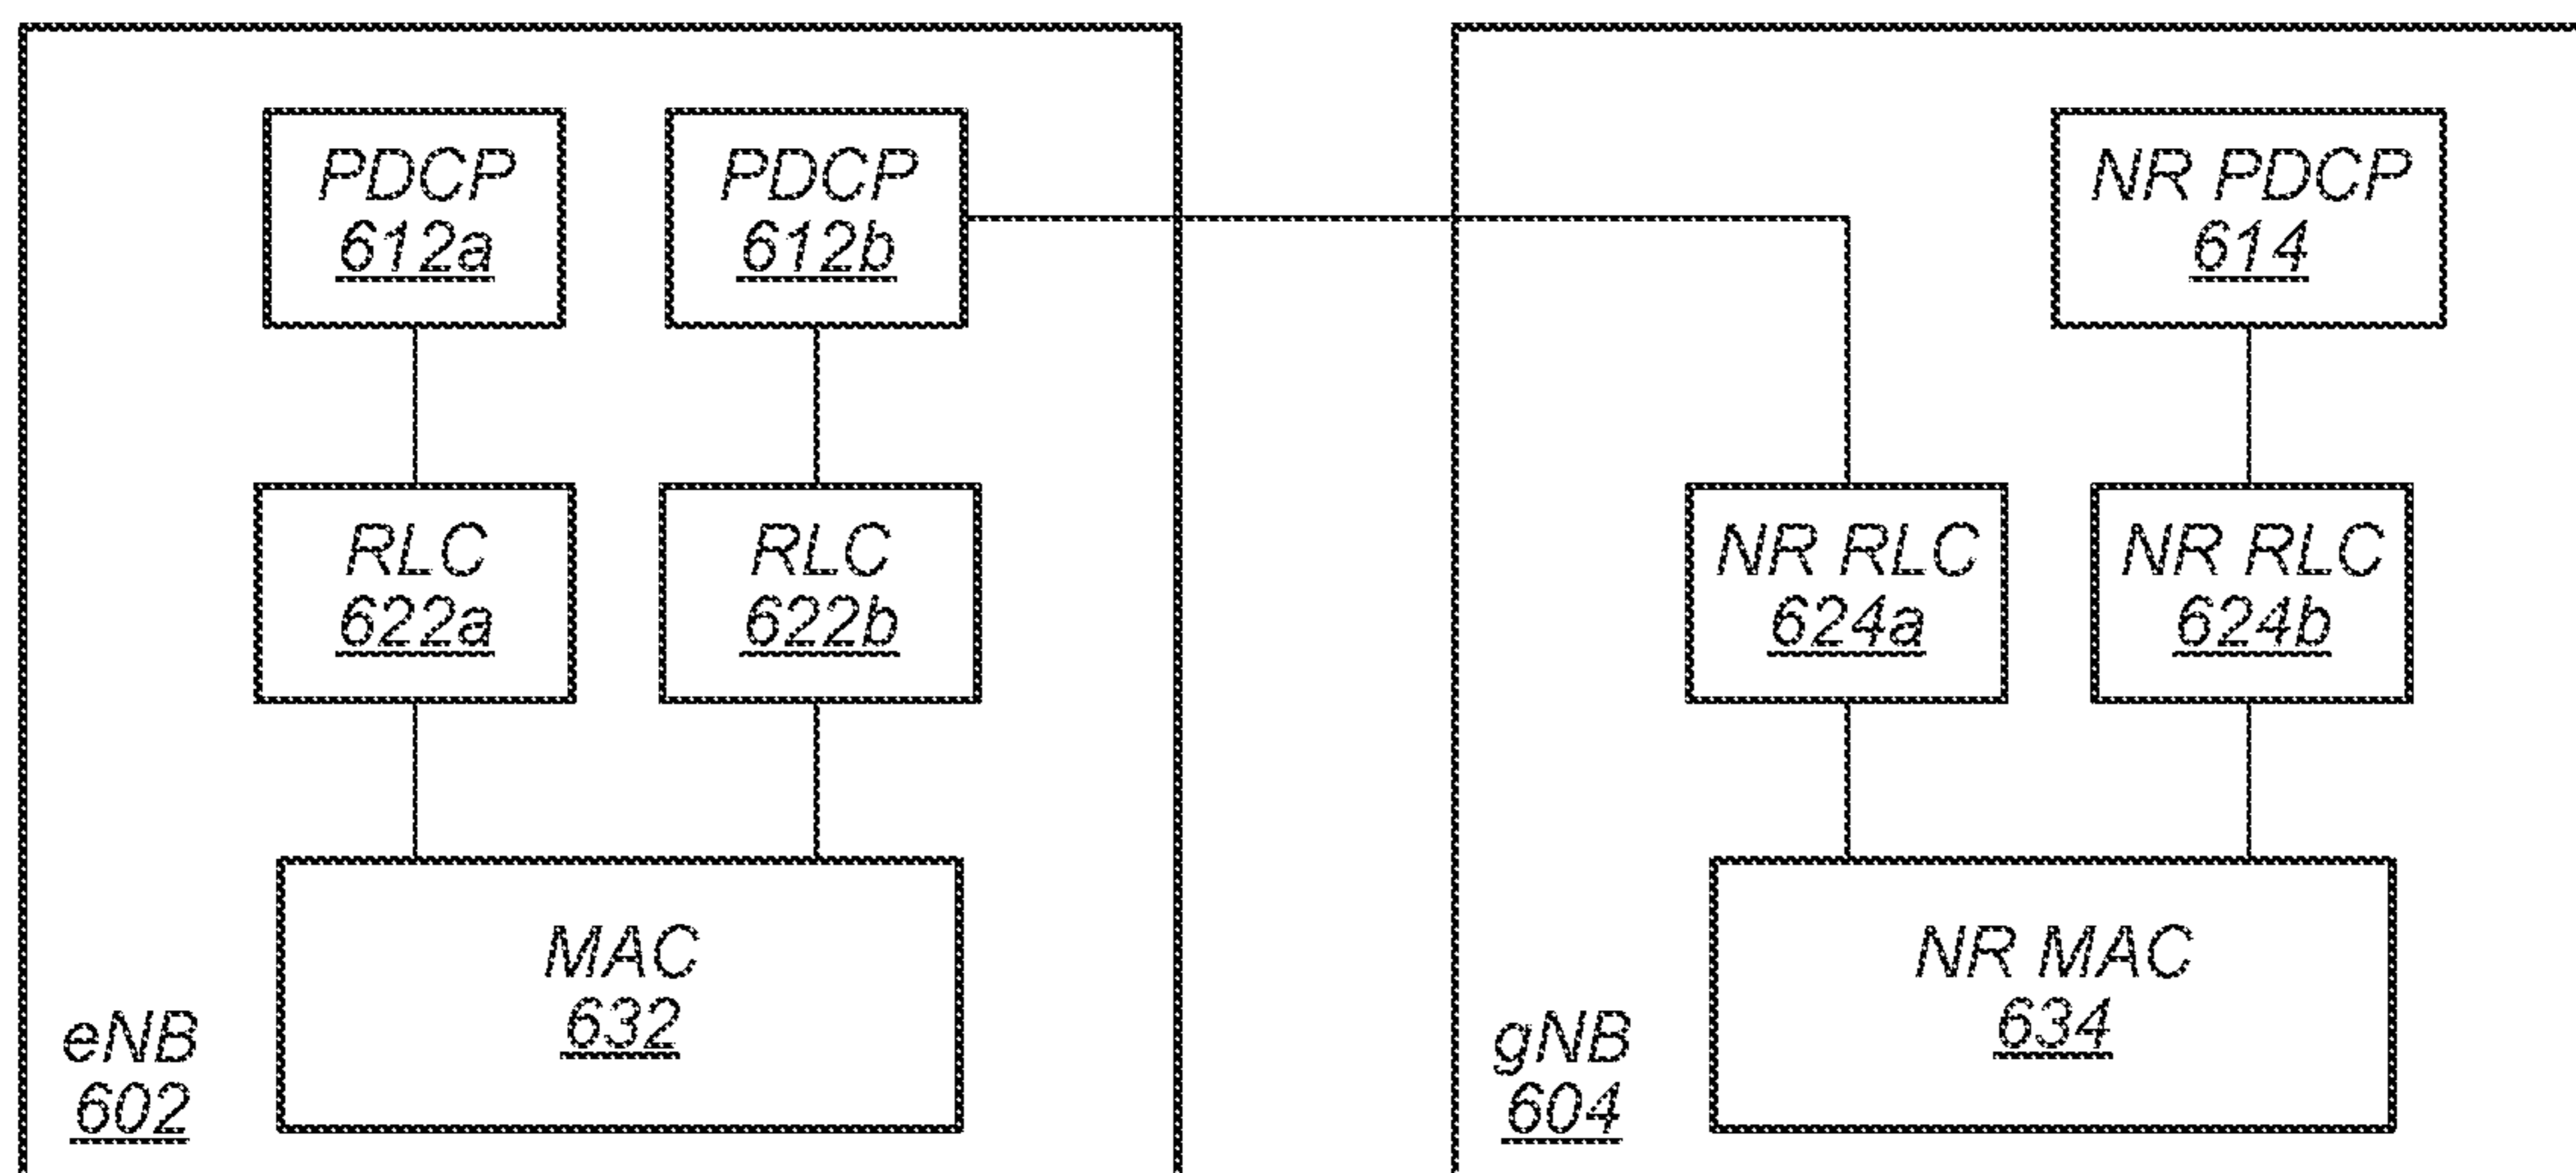 PDCP
612a
PDCP
612b
NR PDCP
614
RLC
622a
RLC
622b
NR RLC
624a
NR RLC
624b
MAC
632
NR MAC
634
eNB
602
gNB
604